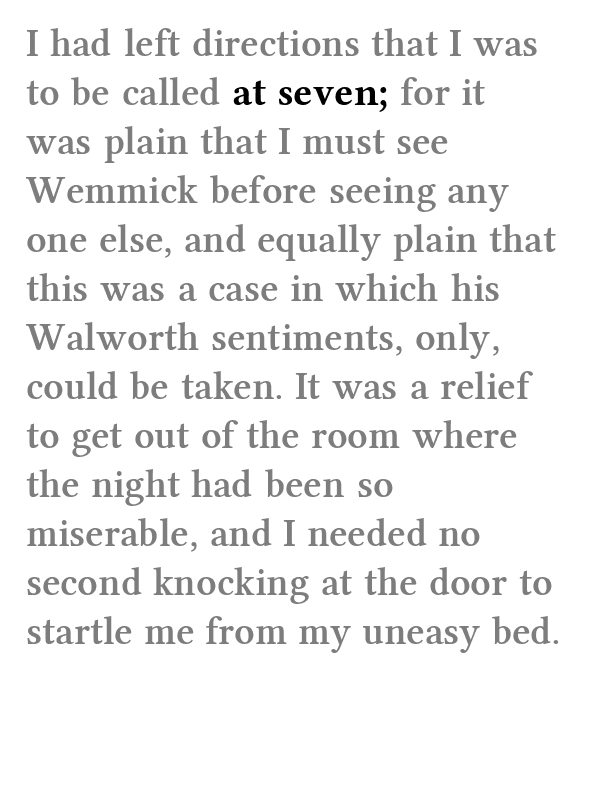 I had left directions that I was
to be called at seven; for it
was plain that I must see
Wemmick before seeing any
one else, and equally plain that
this was a case in which his
Walworth sentiments, only,
could be taken. It was a relief
to get out of the room where
the night had been so
miserable, and I needed no
second knocking at the door to
startle me from my uneasy bed.